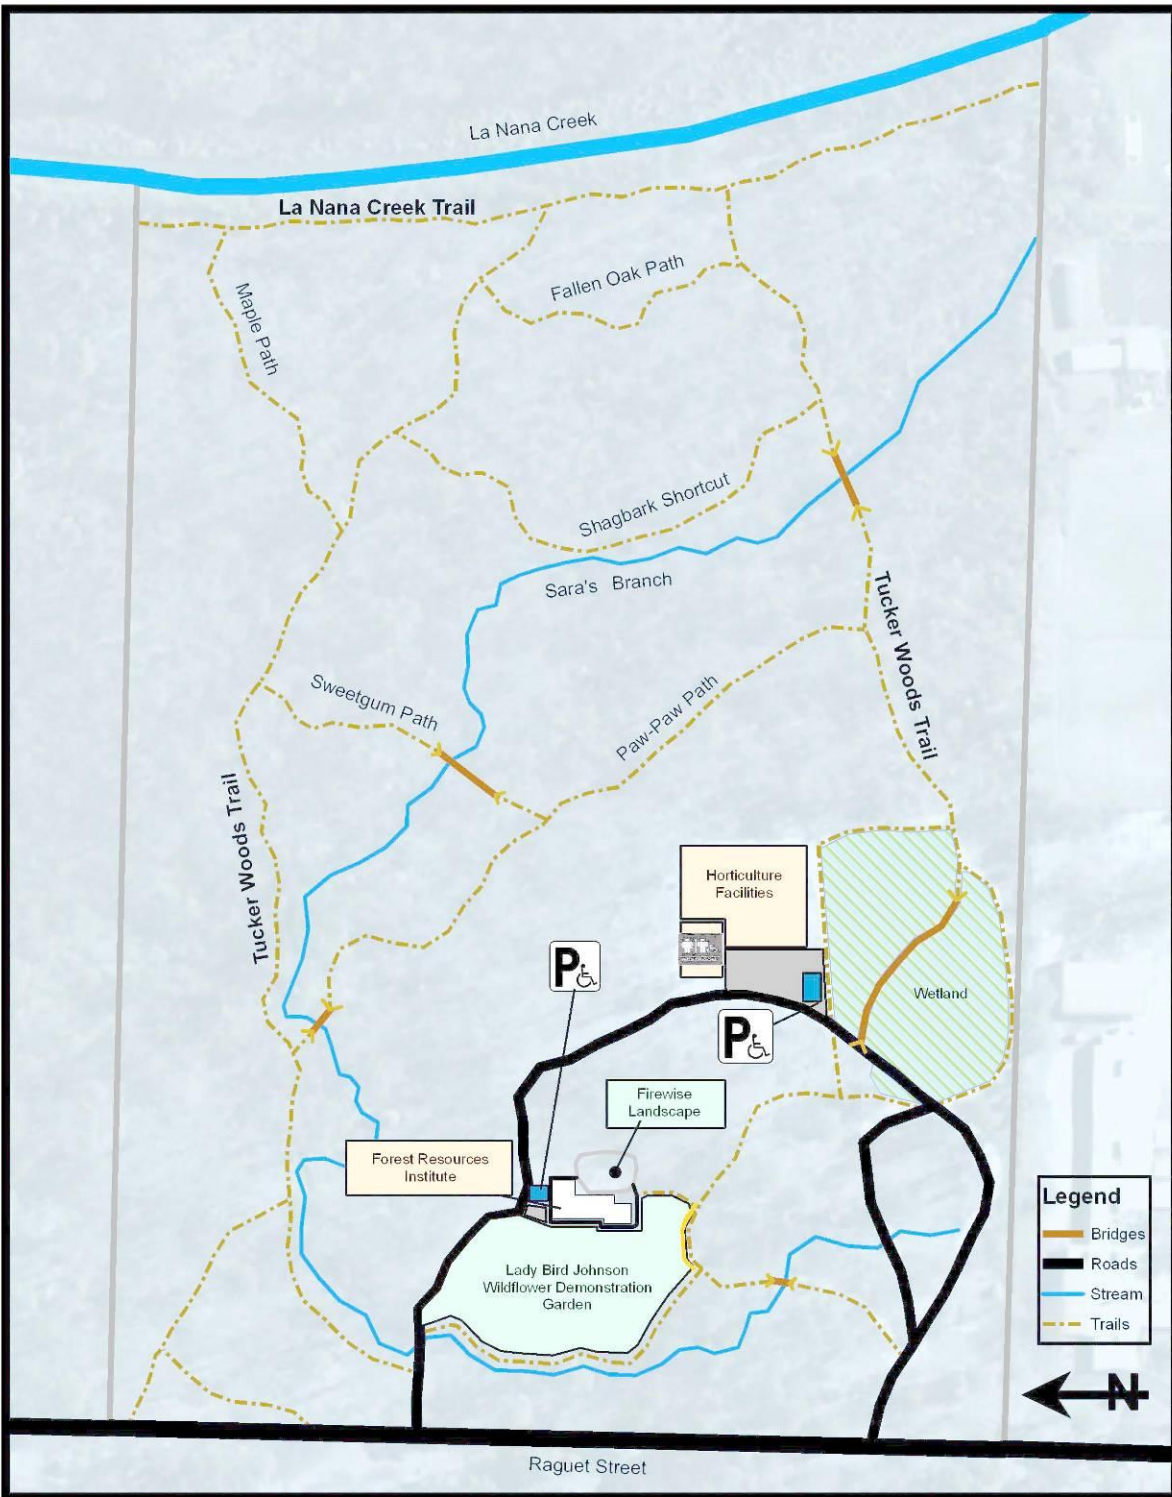 La Nana Creek
La Nana Creek Trail
Fallen Oak Path
Maple Path
Shagbark Shortcut
Sara's Branch
Tucker Woods Trail
Sweetgum Path
Paw-Paw Path
Tucker Woods Trail
Horticulture
Facilities
Wetland
P
P
Firewise
Landscape
Forest Resources
Institute
Lady Bird Johnson
Wildflower Demonstration
Garden
Legend
Bridges
Roads
Stream
Trails
N
Raguet Street